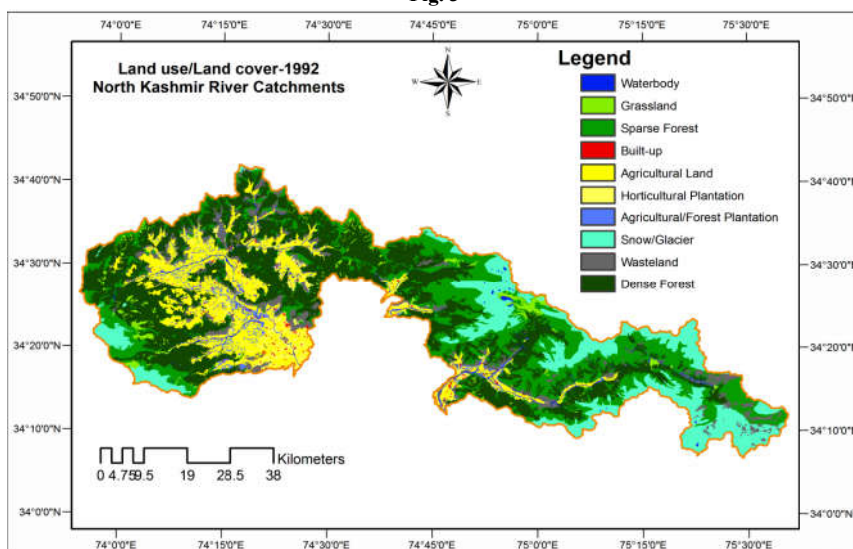 74°0'0"E 74°15'0"E 74°30'0"E 74°45'0"E 75°0'0"E 75°15'0"E 75°30'0"E
Land use/Land cover-1992
North Kashmir River Catchments
N
W E
S
Legend
Waterbody
Grassland
Sparse Forest
Built-up
Agricultural Land
Horticultural Plantation
Agricultural/Forest Plantation
Snow/Glacier
Wasteland
Dense Forest
34°50'0"N 34°50'0"N
34°40'0"N 34°40'0"N
34°30'0"N 34°30'0"N
34°20'0"N 34°20'0"N
34°10'0"N 34°10'0"N
34°0'0"N 34°0'0"N
Kilometers
0 4.75 9.5 19 28.5 38
74°0'0"E 74°15'0"E 74°30'0"E 74°45'0"E 75°0'0"E 75°15'0"E 75°30'0"E